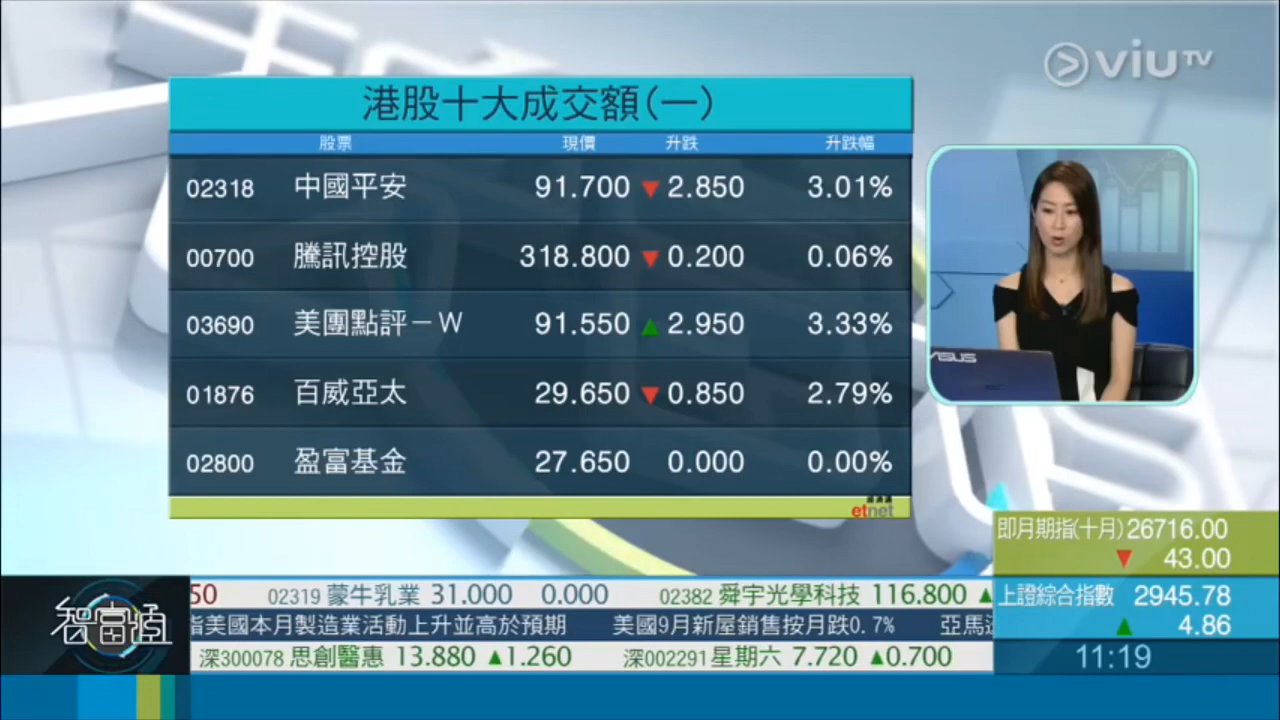 viuTV
港股十大成交額(一)
股票 現價 升跌 升跌幅
02318 中國平安 91.700 ▼ 2.850 3.01%
00700 騰訊控股 318.800 ▼ 0.200 0.06%
03690 美團點評－W 91.550 ▲ 2.950 3.33%
01876 百威亞太 29.650 ▼ 0.850 2.79%
02800 盈富基金 27.650 0.000 0.00%
etnet
ASUS
即月期指(十月) 26716.00
▼ 43.00
上證綜合指數 2945.78
▲ 4.86
11:19
智富通
50 02319 蒙牛乳業 31.000 0.000 02382 舜宇光學科技 116.800 ▲
美國本月製造業活動上升並高於預期 美國9月新屋銷售按月跌0.7% 亞馬
深300078 思創醫惠 13.880 ▲1.260 深002291 星期六 7.720 ▲0.700